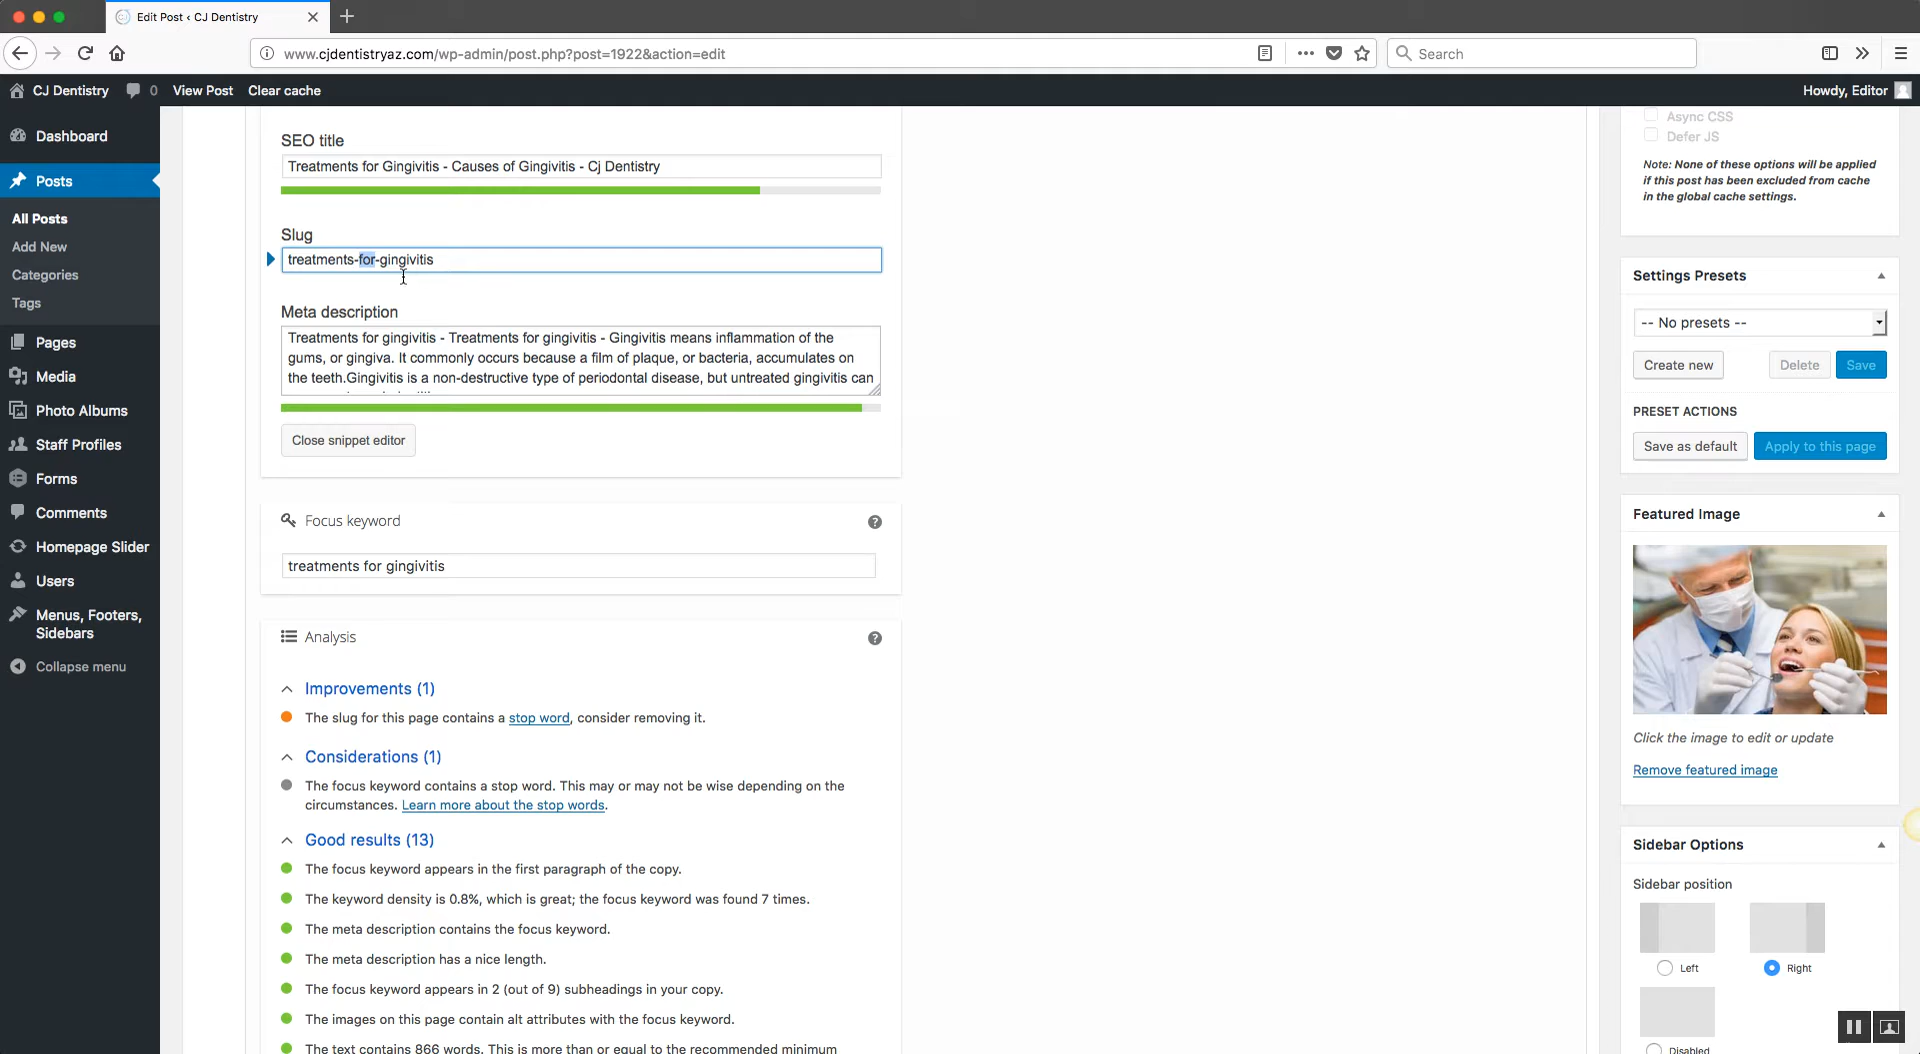 Edit Post ‹ CJ Dentistry
www.cjdentistryaz.com/wp-admin/post.php?post=1922&action=edit
Search
CJ Dentistry
0
View Post
Clear cache
Howdy, Editor
Dashboard
Posts
All Posts
Add New
Categories
Tags
Pages
Media
Photo Albums
Staff Profiles
Forms
Comments
Homepage Slider
Users
Menus, Footers,
Sidebars
Collapse menu
SEO title
Treatments for Gingivitis - Causes of Gingivitis - Cj Dentistry
Slug
treatments-for-gingivitis
Meta description
Treatments for gingivitis - Treatments for gingivitis - Gingivitis means inflammation of the
gums, or gingiva. It commonly occurs because a film of plaque, or bacteria, accumulates on
the teeth.Gingivitis is a non-destructive type of periodontal disease, but untreated gingivitis can
Close snippet editor
Focus keyword
treatments for gingivitis
Analysis
Improvements (1)
The slug for this page contains a stop word, consider removing it.
Considerations (1)
The focus keyword contains a stop word. This may or may not be wise depending on the
circumstances. Learn more about the stop words.
Good results (13)
The focus keyword appears in the first paragraph of the copy.
The keyword density is 0.8%, which is great; the focus keyword was found 7 times.
The meta description contains the focus keyword.
The meta description has a nice length.
The focus keyword appears in 2 (out of 9) subheadings in your copy.
The images on this page contain alt attributes with the focus keyword.
The text contains 866 words. This is more than or equal to the recommended minimum
Async CSS
Defer JS
Note: None of these options will be applied
if this post has been excluded from cache
in the global cache settings.
Settings Presets
-- No presets --
Create new
Delete
Save
PRESET ACTIONS
Save as default
Apply to this page
Featured Image
Click the image to edit or update
Remove featured image
Sidebar Options
Sidebar position
Left
Right
Disabled